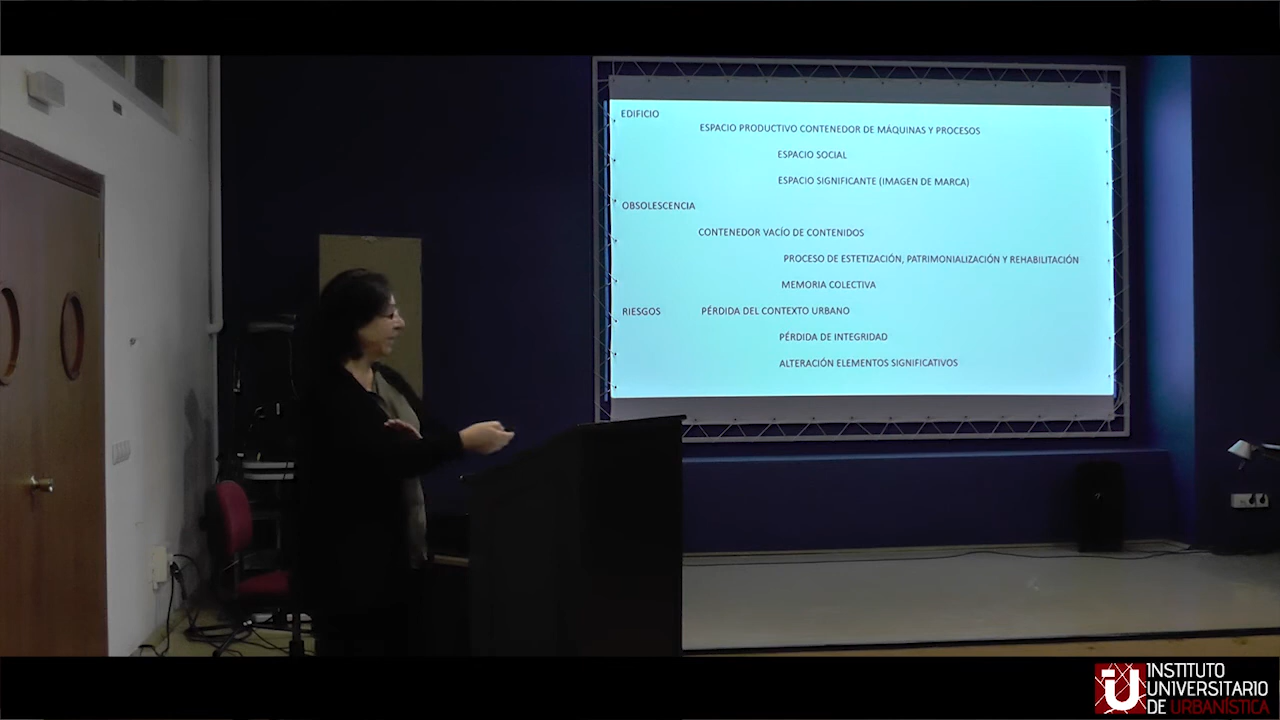 EDIFICIO
ESPACIO PRODUCTIVO CONTENEDOR DE MÁQUINAS Y PROCESOS
ESPACIO SOCIAL
ESPACIO SIGNIFICANTE (IMAGEN DE MARCA)
OBSOLESCENCIA
CONTENEDOR VACÍO DE CONTENIDOS
PROCESO DE ESTETIZACIÓN, PATRIMONIALIZACIÓN Y REHABILITACIÓN
MEMORIA COLECTIVA
RIESGOS PÉRDIDA DEL CONTEXTO URBANO
PÉRDIDA DE INTEGRIDAD
ALTERACIÓN ELEMENTOS SIGNIFICATIVOS
IU INSTITUTO
UNIVERSITARIO
DE URBANÍSTICA